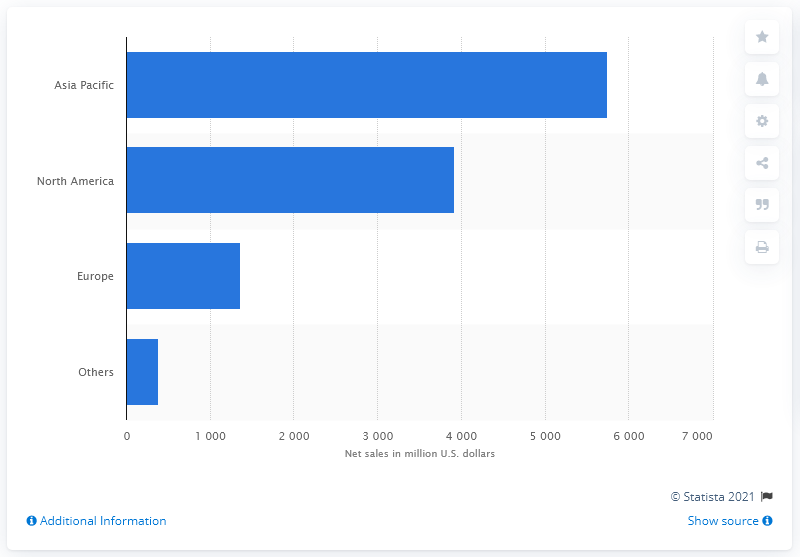 Asia Pacific
North America
Europe
Others
0 1 000 2 000 3 000 4 000 5 000 6 000 7 000
Net sales in million U.S. dollars
© Statista 2021
Additional Information
Show source